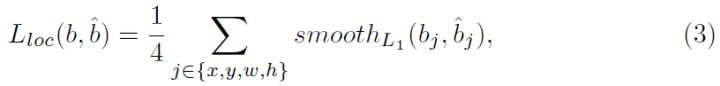 L_{loc}(b, \hat{b}) = \frac{1}{4} \sum_{j \in \{x,y,w,h\}} smooth_{L_1}(b_j, \hat{b}_j), (3)